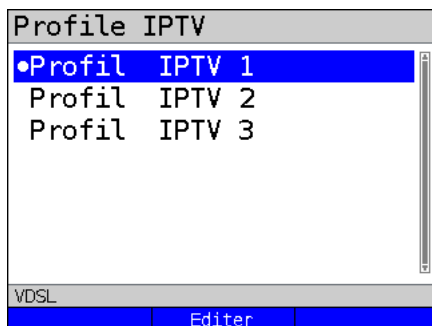 Profile IPTV
•Profil IPTV 1
Profil IPTV 2
Profil IPTV 3
VDSL
Editer